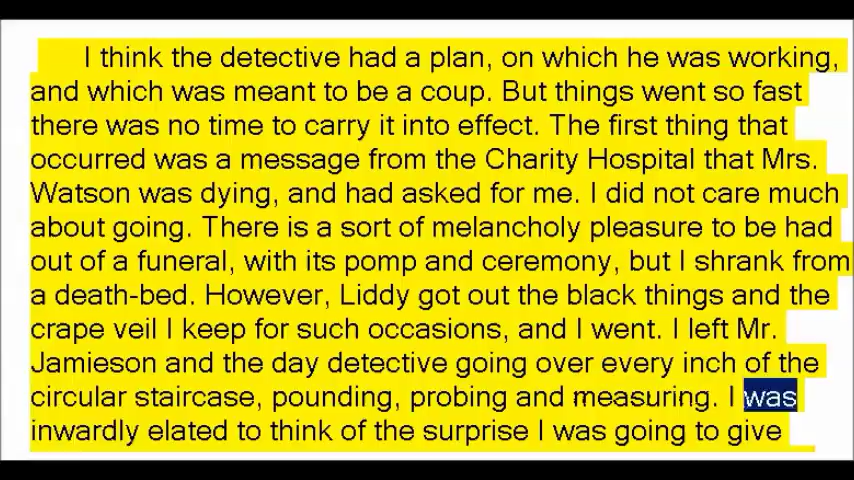 I think the detective had a plan, on which he was working,
and which was meant to be a coup. But things went so fast
there was no time to carry it into effect. The first thing that
occurred was a message from the Charity Hospital that Mrs.
Watson was dying, and had asked for me. I did not care much
about going. There is a sort of melancholy pleasure to be had
out of a funeral, with its pomp and ceremony, but I shrank from
a death-bed. However, Liddy got out the black things and the
crape veil I keep for such occasions, and I went. I left Mr.
Jamieson and the day detective going over every inch of the
circular staircase, pounding, probing and measuring. I was
inwardly elated to think of the surprise I was going to give